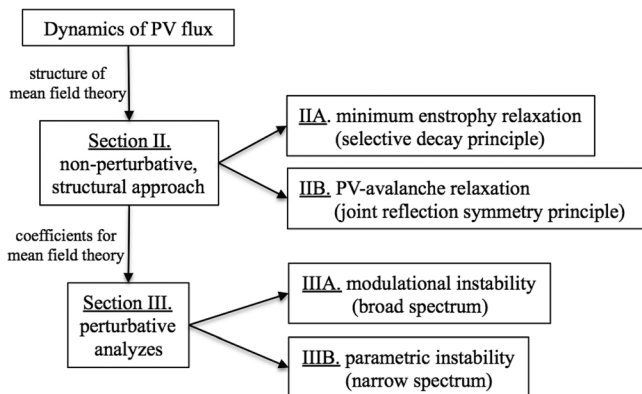 Dynamics of PV flux
structure of
mean field theory
Section II.
non-perturbative,
structural approach
IIA. minimum enstrophy relaxation
(selective decay principle)
IIB. PV-avalanche relaxation
(joint reflection symmetry principle)
coefficients for
mean field theory
Section III.
perturbative
analyzes
IIIA. modulational instability
(broad spectrum)
IIIB. parametric instability
(narrow spectrum)